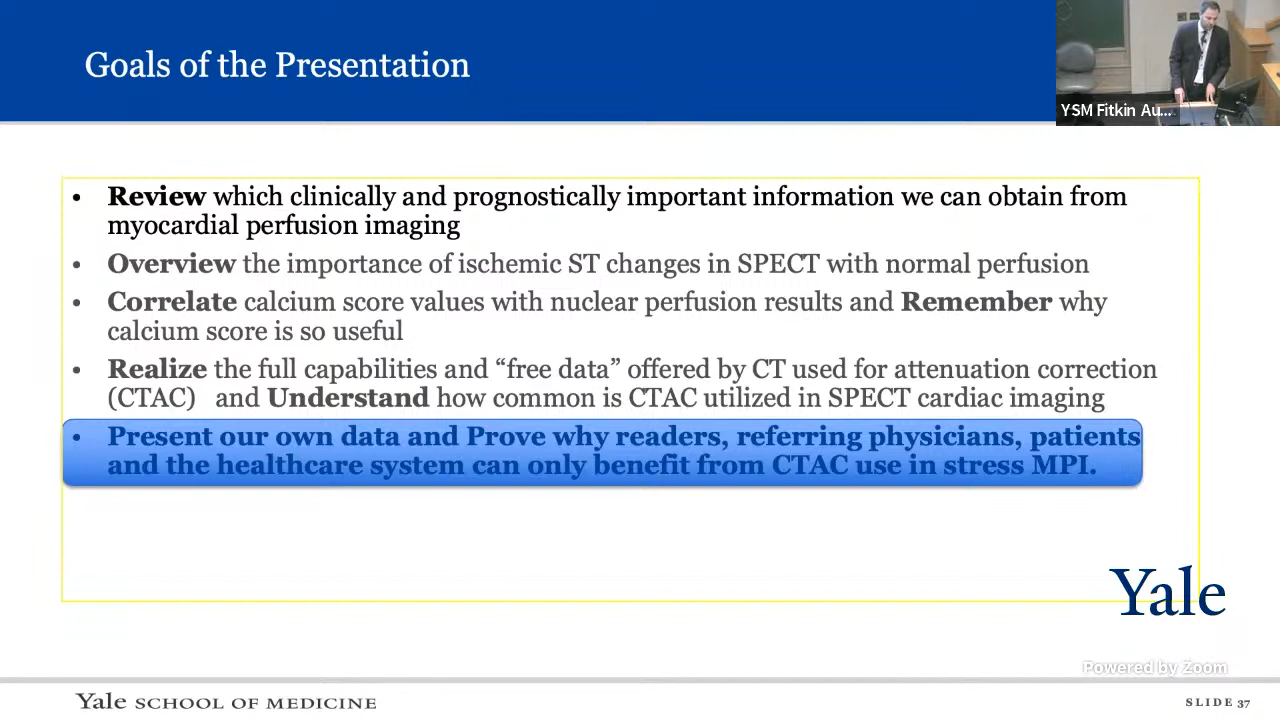 Goals of the Presentation
YSM Fitkin Au...
• Review which clinically and prognostically important information we can obtain from
myocardial perfusion imaging
• Overview the importance of ischemic ST changes in SPECT with normal perfusion
• Correlate calcium score values with nuclear perfusion results and Remember why
calcium score is so useful
• Realize the full capabilities and “free data” offered by CT used for attenuation correction
(CTAC) and Understand how common is CTAC utilized in SPECT cardiac imaging
• Present our own data and Prove why readers, referring physicians, patients
and the healthcare system can only benefit from CTAC use in stress MPI.
Yale
Powered by Zoom
Yale SCHOOL OF MEDICINE
SLIDE 37